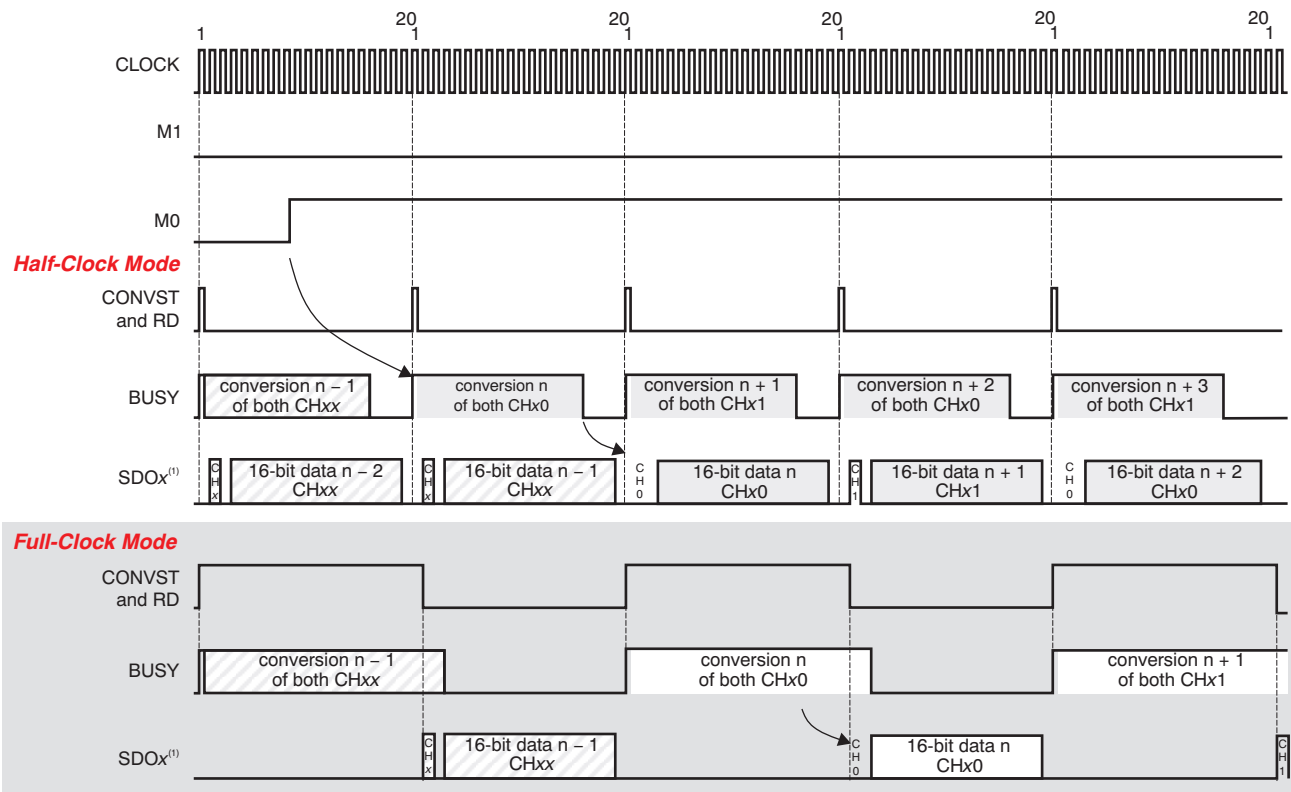 20 20 20 20 20
1 1 1 1 1 1
CLOCK
M1
M0
Half-Clock Mode
CONVST
and RD
BUSY
conversion n – 1
of both CHxx
conversion n
of both CHx0
conversion n + 1
of both CHx1
conversion n + 2
of both CHx0
conversion n + 3
of both CHx1
SDOx(1)
CHx
16-bit data n – 2
CHxx
CHx
16-bit data n – 1
CHxx
CH0
16-bit data n
CHx0
CH1
16-bit data n + 1
CHx1
CH0
16-bit data n + 2
CHx0
Full-Clock Mode
CONVST
and RD
BUSY
conversion n – 1
of both CHxx
conversion n
of both CHx0
conversion n + 1
of both CHx1
SDOx(1)
CHx
16-bit data n – 1
CHxx
CH0
16-bit data n
CHx0
CH1